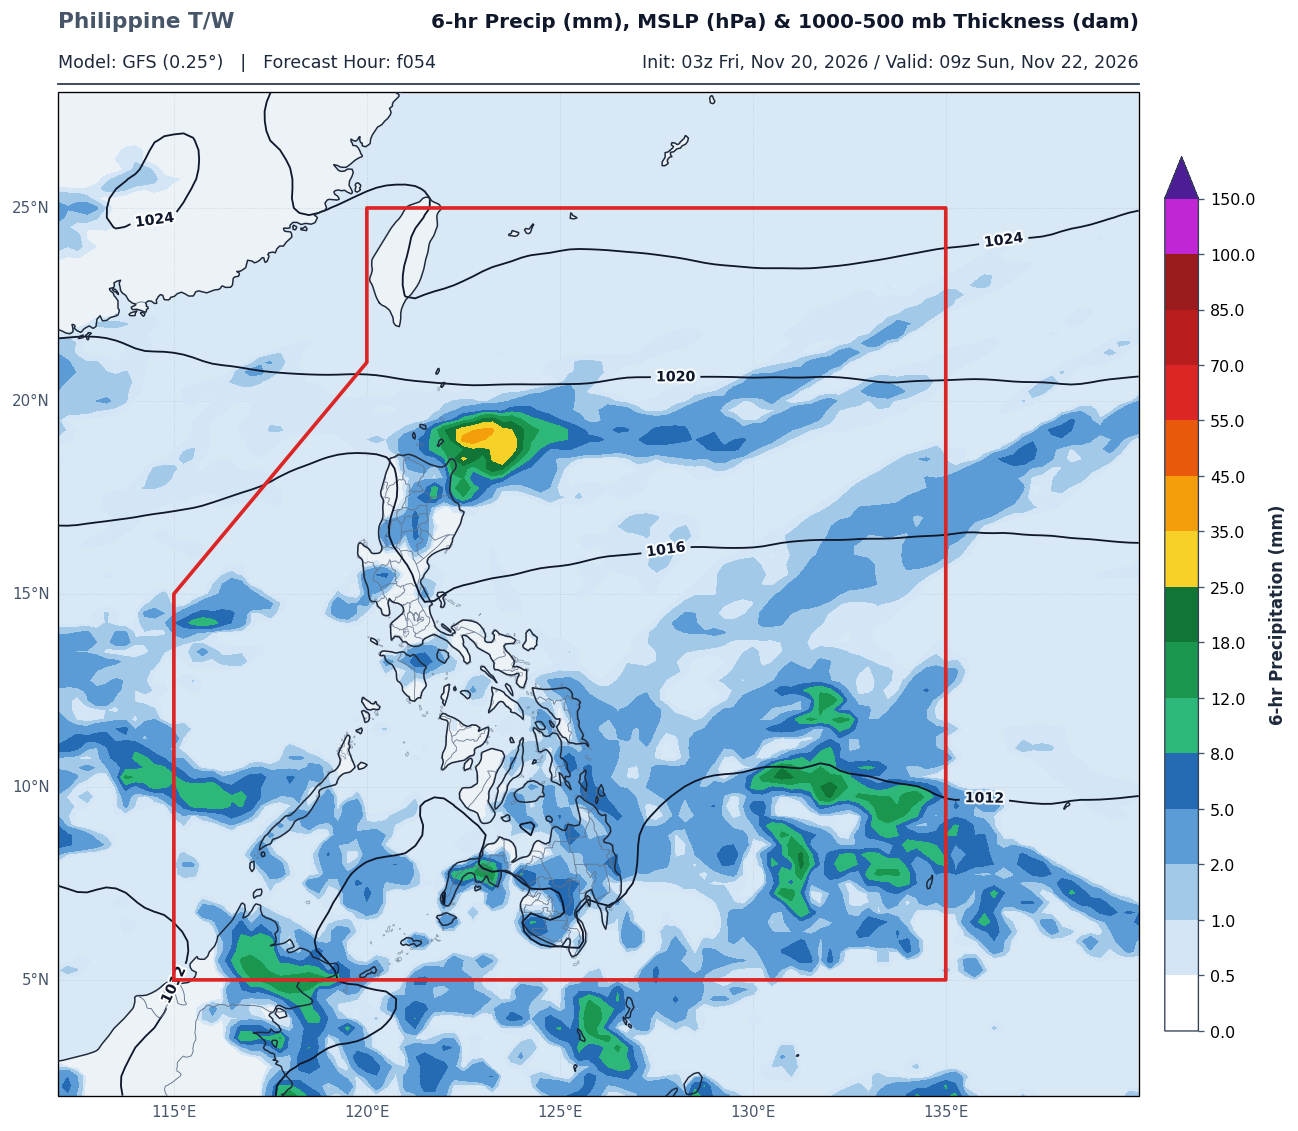 Philippine T/W
6-hr Precip (mm), MSLP (hPa) & 1000-500 mb Thickness (dam)
Model: GFS (0.25°) | Forecast Hour: f054
Init: 03z Fri, Nov 20, 2026 / Valid: 09z Sun, Nov 22, 2026
25°N
20°N
15°N
10°N
5°N
115°E
120°E
125°E
130°E
135°E
1024
1024
1020
1016
1012
1012
150.0
100.0
85.0
70.0
55.0
45.0
35.0
25.0
18.0
12.0
8.0
5.0
2.0
1.0
0.5
0.0
6-hr Precipitation (mm)